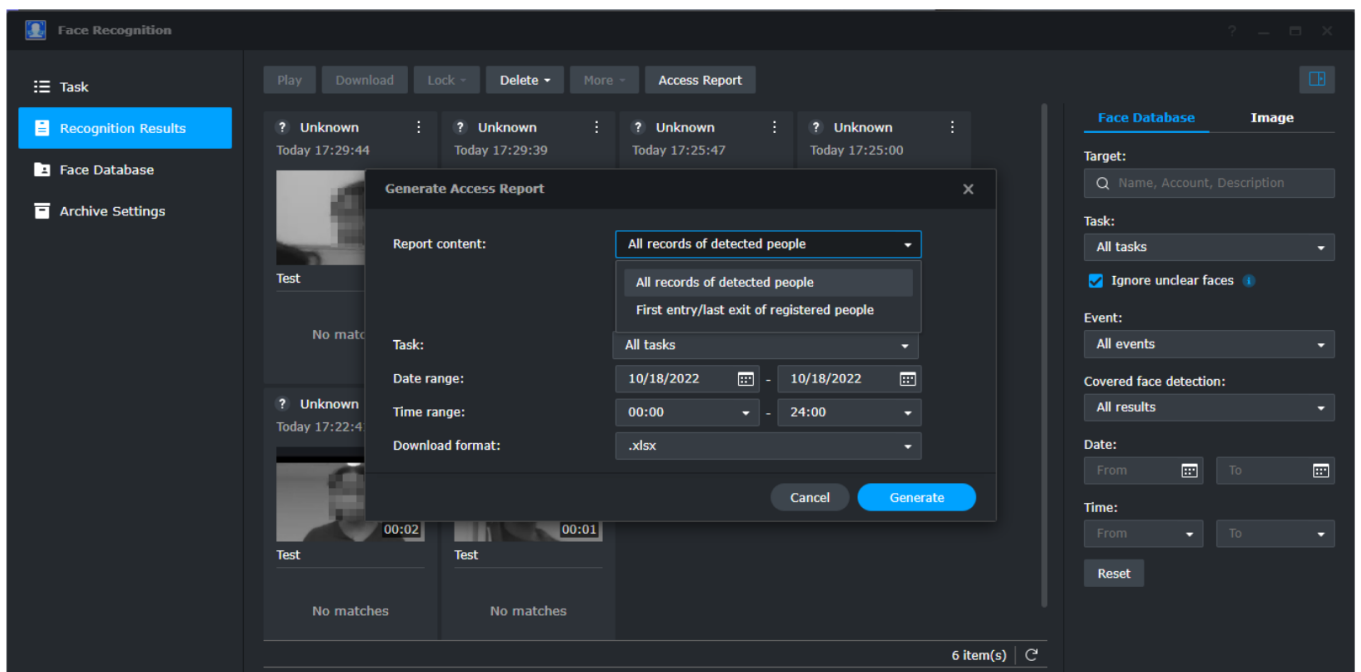 Face Recognition
Task
Recognition Results
Face Database
Archive Settings
Play Download Lock Delete More Access Report
? Unknown
Today 17:29:44
? Unknown
Today 17:29:39
? Unknown
Today 17:25:47
? Unknown
Today 17:25:00
Test
No
? Unknown
Today
00:02
00:01
Test
Test
No matches
No matches
6 item(s)
Generate Access Report
Report content:
All records of detected people
All records of detected people
First entry/last exit of registered people
Task:
All tasks
Date range:
10/18/2022 - 10/18/2022
Time range:
00:00 - 24:00
Download format:
.xlsx
Cancel
Generate
Face Database Image
Target:
Name, Account, Description
Task:
All tasks
Ignore unclear faces
Event:
All events
Covered face detection:
All results
Date:
From To
Time:
From To
Reset